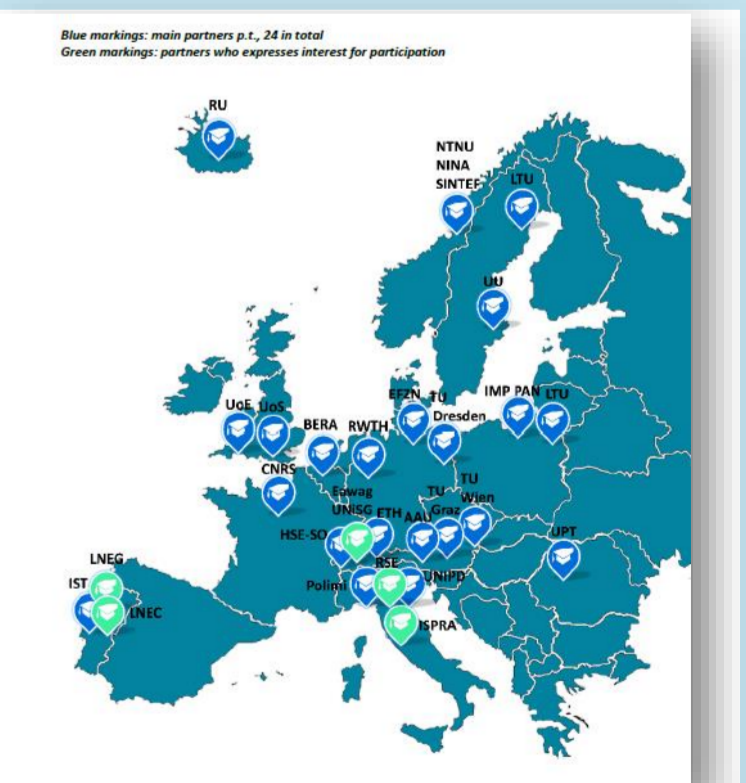 Blue markings: main partners p.t., 24 in total
Green markings: partners who expresses interest for participation
RU
NTNU
NINA
SINTEF
LTU
UU
UoE
UoS
BERA
RWTH
EFZN
TU
Dresden
IMP PAN
LTU
CNRS
Eawag
UNISG
ETH
HSE-SO
AAU
TU
Graz
TU
Wien
UPT
LNEG
IST
LNEC
Polimi
RSE
UNIPD
ISPRA